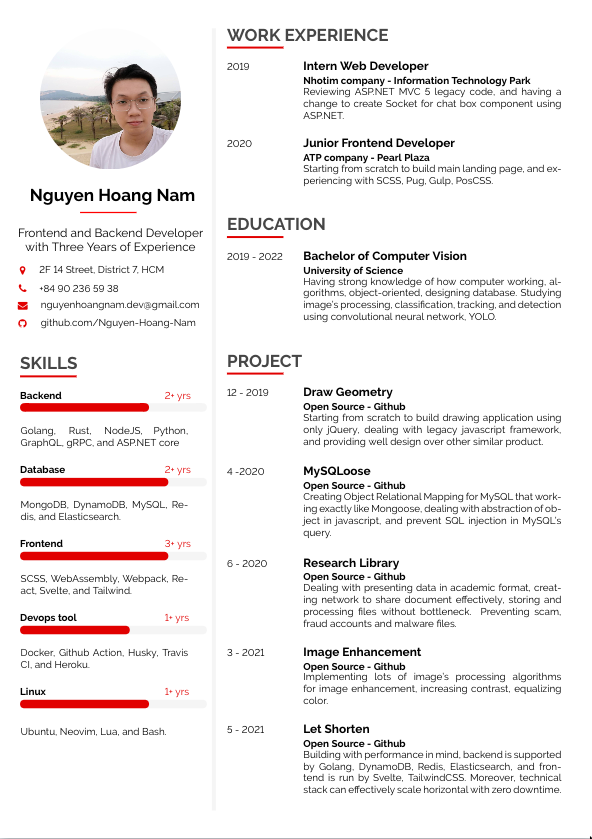 Nguyen Hoang Nam
Frontend and Backend Developer
with Three Years of Experience
2F 14 Street, District 7, HCM
+84 90 236 59 38
nguyenhoangnam.dev@gmail.com
github.com/Nguyen-Hoang-Nam
SKILLS
Backend 2+ yrs
Golang, Rust, NodeJS, Python,
GraphQL, gRPC, and ASP.NET core
Database 2+ yrs
MongoDB, DynamoDB, MySQL, Re-
dis, and Elasticsearch.
Frontend 3+ yrs
SCSS, WebAssembly, Webpack, Re-
act, Svelte, and Tailwind.
Devops tool 1+ yrs
Docker, Github Action, Husky, Travis
CI, and Heroku.
Linux 1+ yrs
Ubuntu, Neovim, Lua, and Bash.
WORK EXPERIENCE
2019 Intern Web Developer
Nhotim company - Information Technology Park
Reviewing ASP.NET MVC 5 legacy code, and having a
change to create Socket for chat box component using
ASP.NET.
2020 Junior Frontend Developer
ATP company - Pearl Plaza
Starting from scratch to build main landing page, and ex-
periencing with SCSS, Pug, Gulp, PosCSS.
EDUCATION
2019 - 2022 Bachelor of Computer Vision
University of Science
Having strong knowledge of how computer working, al-
gorithms, object-oriented, designing database. Studying
image's processing, classification, tracking, and detection
using convolutional neural network, YOLO.
PROJECT
12 - 2019 Draw Geometry
Open Source - Github
Starting from scratch to build drawing application using
only jQuery, dealing with legacy javascript framework,
and providing well design over other similar product.
4 -2020 MySQLoose
Open Source - Github
Creating Object Relational Mapping for MySQL that work-
ing exactly like Mongoose, dealing with abstraction of ob-
ject in javascript, and prevent SQL injection in MySQL's
query.
6 - 2020 Research Library
Open Source - Github
Dealing with presenting data in academic format, creat-
ing network to share document effectively, storing and
processing files without bottleneck. Preventing scam,
fraud accounts and malware files.
3 - 2021 Image Enhancement
Open Source - Github
Implementing lots of image's processing algorithms
for image enhancement, increasing contrast, equalizing
color.
5 - 2021 Let Shorten
Open Source - Github
Building with performance in mind, backend is supported
by Golang, DynamoDB, Redis, Elasticsearch, and fron-
tend is run by Svelte, TailwindCSS. Moreover, technical
stack can effectively scale horizontal with zero downtime.